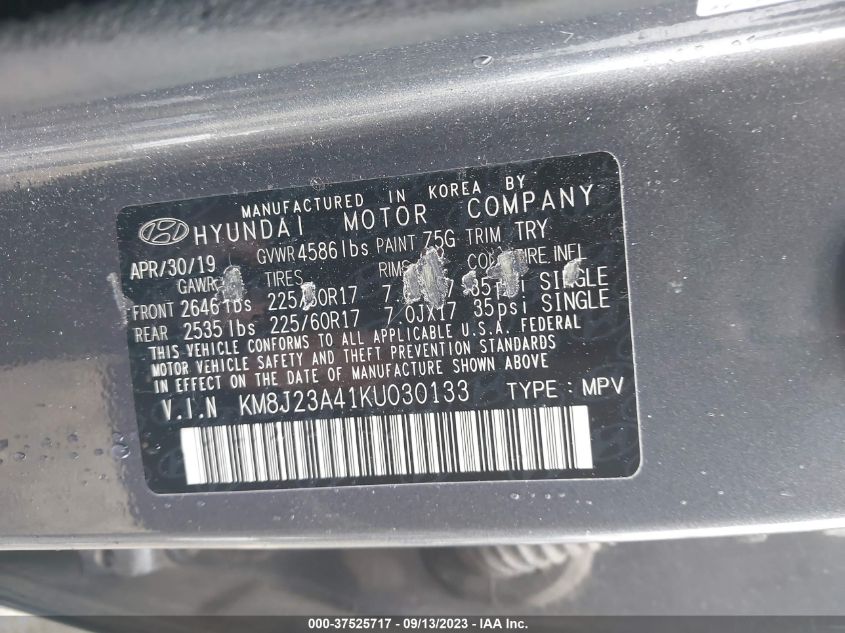 MANUFACTURED IN KOREA BY
HYUNDAI MOTOR COMPANY
APR/30/19 GVWR 4586 lbs PAINT Z5G TRIM TRY
GAWR TIRES RIMS INFL
FRONT 2646 lbs SINGLE
REAR 2535 lbs 225/60R17 7.0JX17 35psi SINGLE
THIS VEHICLE CONFORMS TO ALL APPLICABLE U.S.A. FEDERAL
MOTOR VEHICLE SAFETY AND THEFT PREVENTION STANDARDS
IN EFFECT ON THE DATE OF MANUFACTURE SHOWN ABOVE
V.I.N KM8J23A41KU030133 TYPE : MPV
000-37525717 - 09/13/2023 - IAA Inc.